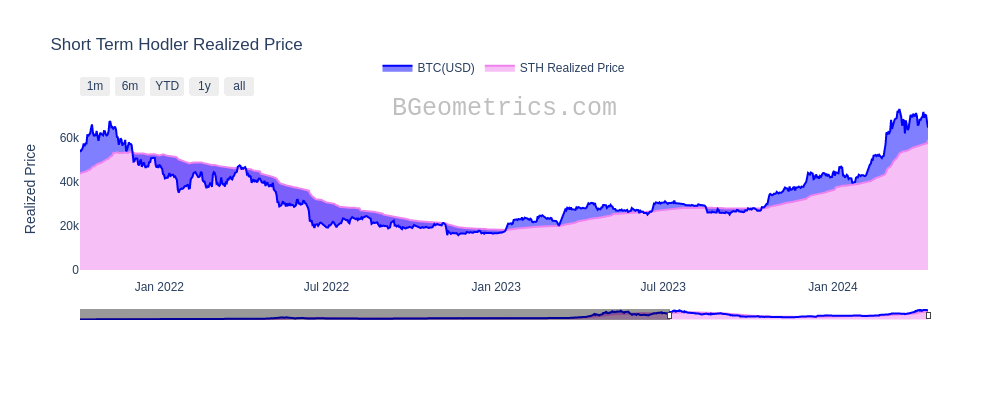 Short Term Hodler Realized Price
BTC(USD) STH Realized Price
1m 6m YTD 1y all
BGeometrics.com
Realized Price
60k
40k
20k
0
Jan 2022 Jul 2022 Jan 2023 Jul 2023 Jan 2024